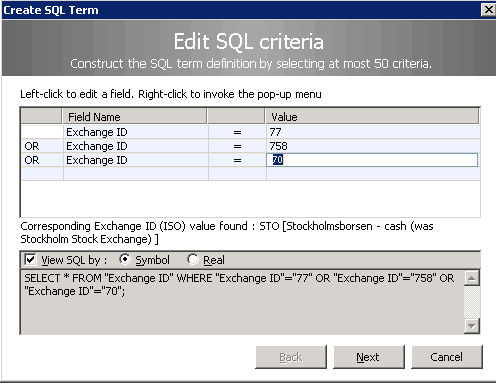 Create SQL Term
Edit SQL criteria
Construct the SQL term definition by selecting at most 50 criteria.
Left-click to edit a field. Right-click to invoke the pop-up menu
Field Name Value
Exchange ID = 77
OR Exchange ID = 758
OR Exchange ID = 70
Corresponding Exchange ID (ISO) value found : STO [Stockholmsborsen - cash (was
Stockholm Stock Exchange) ]
View SQL by : Symbol Real
SELECT * FROM "Exchange ID" WHERE "Exchange ID"="77" OR "Exchange ID"="758" OR
"Exchange ID"="70";
Back Next Cancel